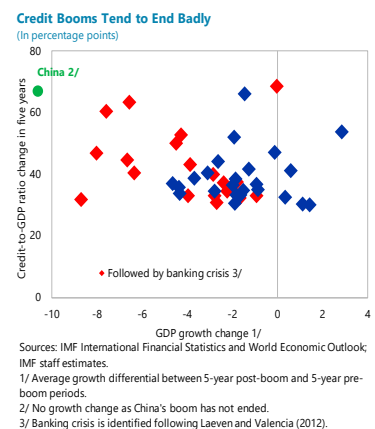 Credit Booms Tend to End Badly
(In percentage points)
80
China 2/
60
40
20
0
Credit-to-GDP ratio change in five years
Followed by banking crisis 3/
-10 -8 -6 -4 -2 0 2 4
GDP growth change 1/
Sources: IMF International Financial Statistics and World Economic Outlook;
IMF staff estimates.
1/ Average growth differential between 5-year post-boom and 5-year pre-
boom periods.
2/ No growth change as China's boom has not ended.
3/ Banking crisis is identified following Laeven and Valencia (2012).